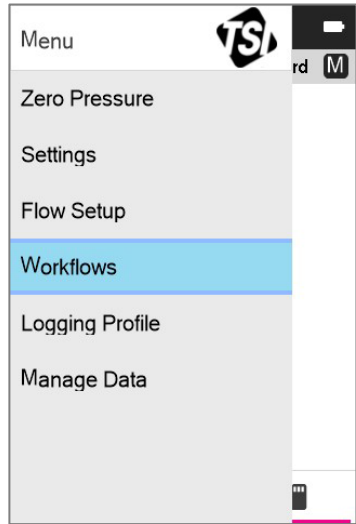 Menu
TSI
rd M
Zero Pressure
Settings
Flow Setup
Workflows
Logging Profile
Manage Data